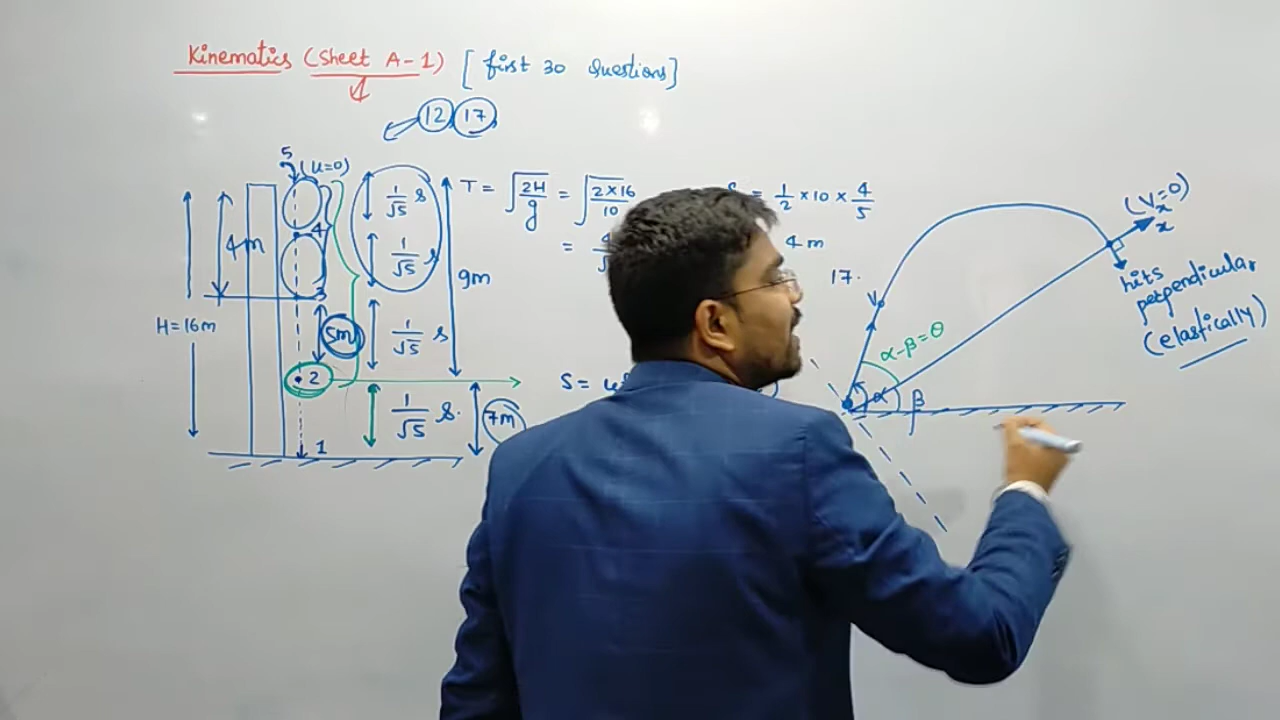 Kinematics (Sheet A-1) [first 30 Questions]
12 17
5
(u=0)
4m
4
3
H=16m
5m
2
1
1/√5 s
1/√5 s
1/√5 s
1/√5 s.
9m
7m
T = √(2H/g) = √(2×16/10)
=
= 1/2 × 10 × 4/5
4 m
S =
17.
α-β=θ
α
β
(Vx=0)
x
hits
perpendicular
(elastically)